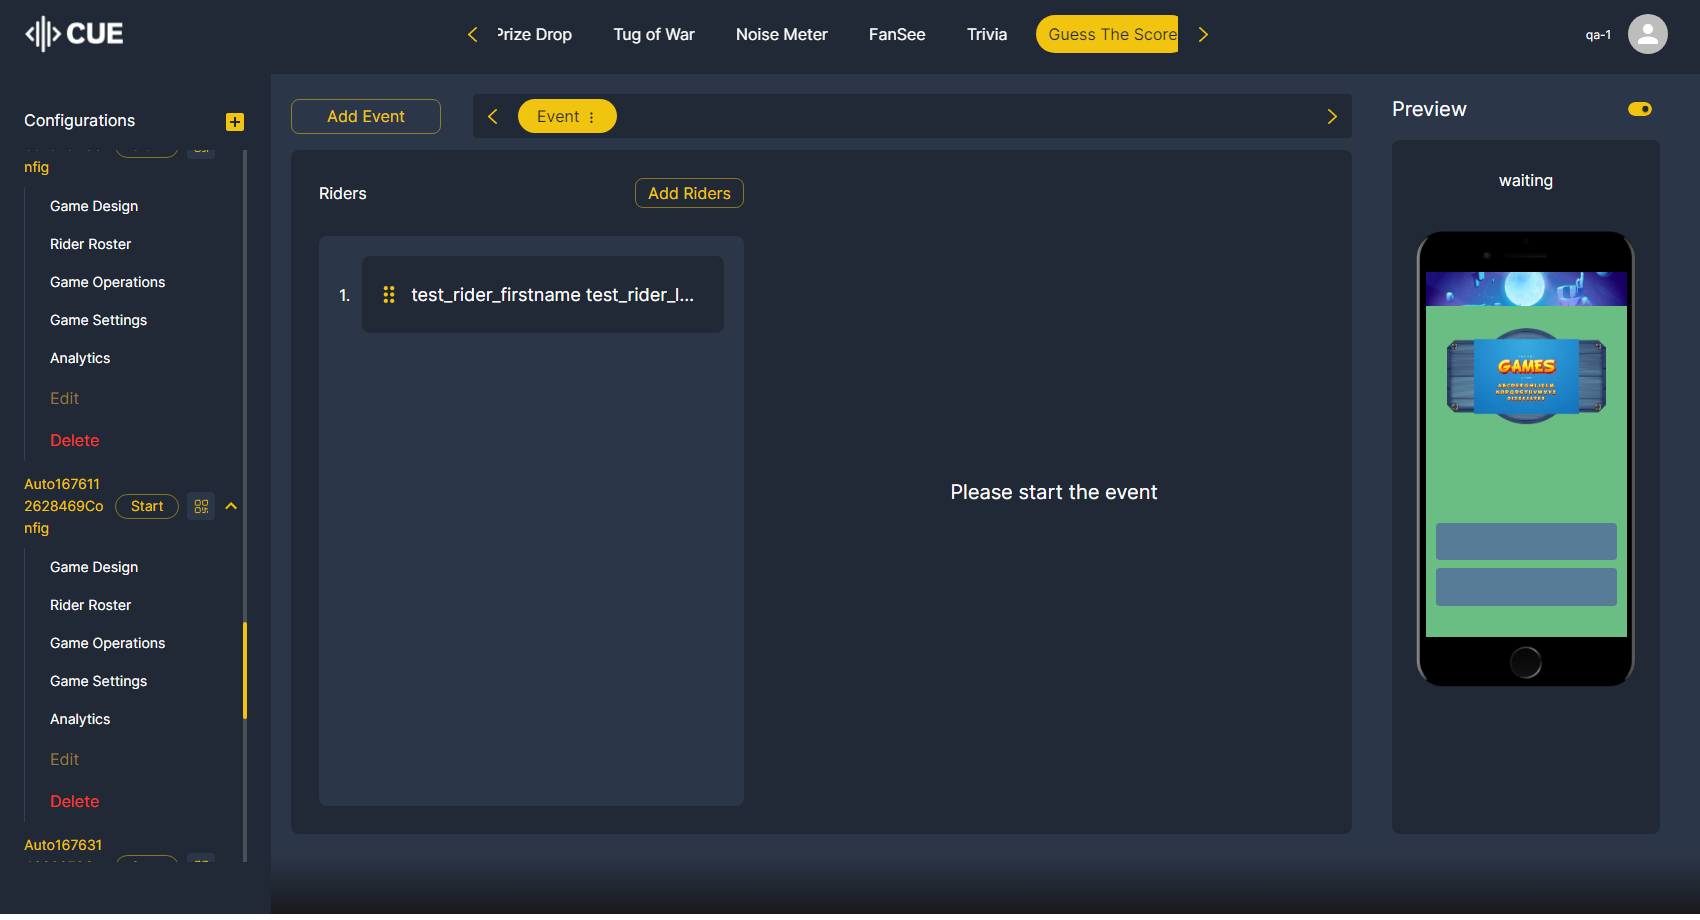 CUE
Prize Drop
Tug of War
Noise Meter
FanSee
Trivia
Guess The Score
qa-1
Configurations
nfig
Game Design
Rider Roster
Game Operations
Game Settings
Analytics
Edit
Delete
Auto167611
2628469Co
nfig
Start
Game Design
Rider Roster
Game Operations
Game Settings
Analytics
Edit
Delete
Auto167631
Add Event
Event
Riders
Add Riders
1.
test_rider_firstname test_rider_l...
Please start the event
Preview
waiting
GAMES